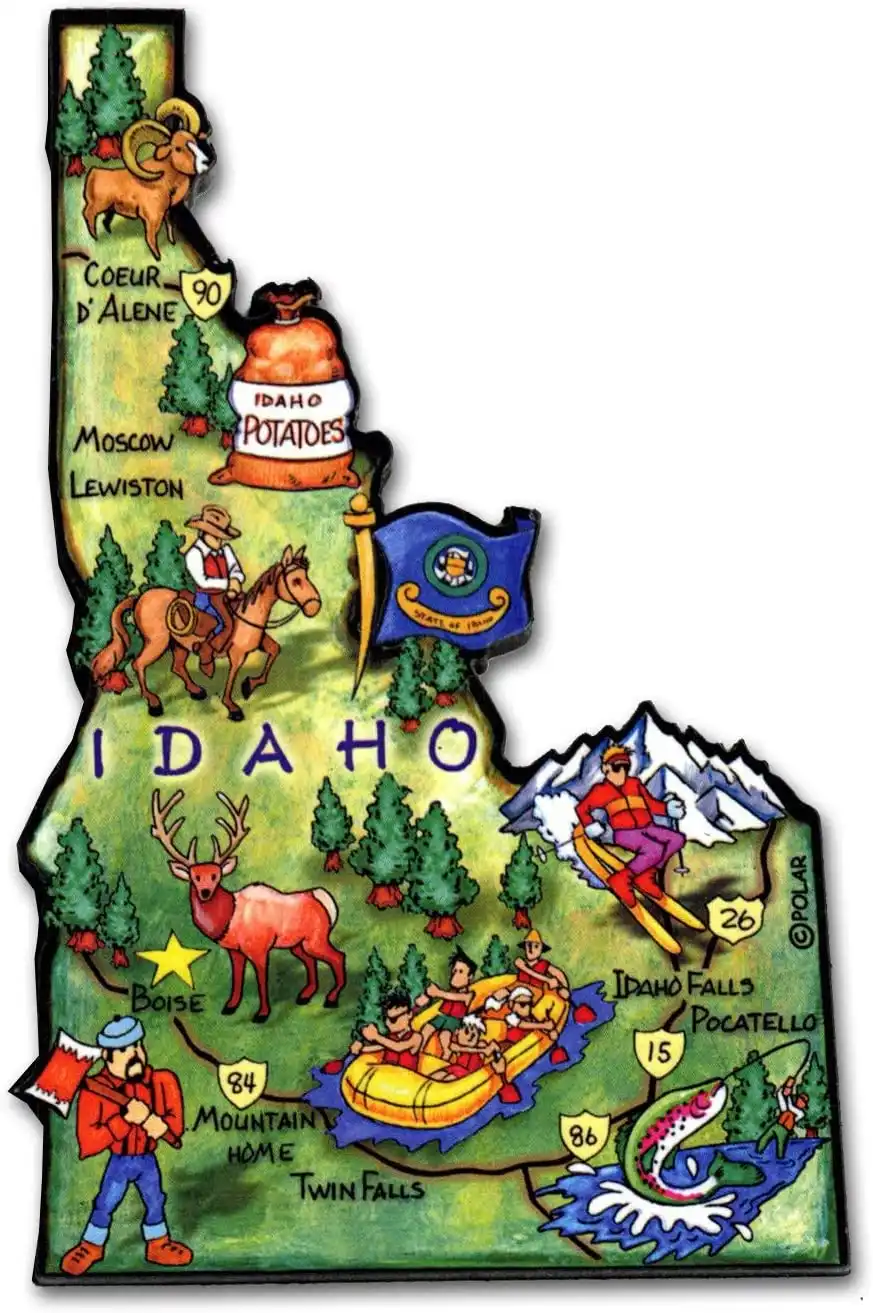 COEUR
D'ALENE
90
IDAHO
POTATOES
MOSCOW
LEWISTON
STATE OF IDAHO
IDAHO
26
©POLAR
BOISE
IDAHO FALLS
POCATELLO
15
84
MOUNTAIN
HOME
86
TWIN FALLS